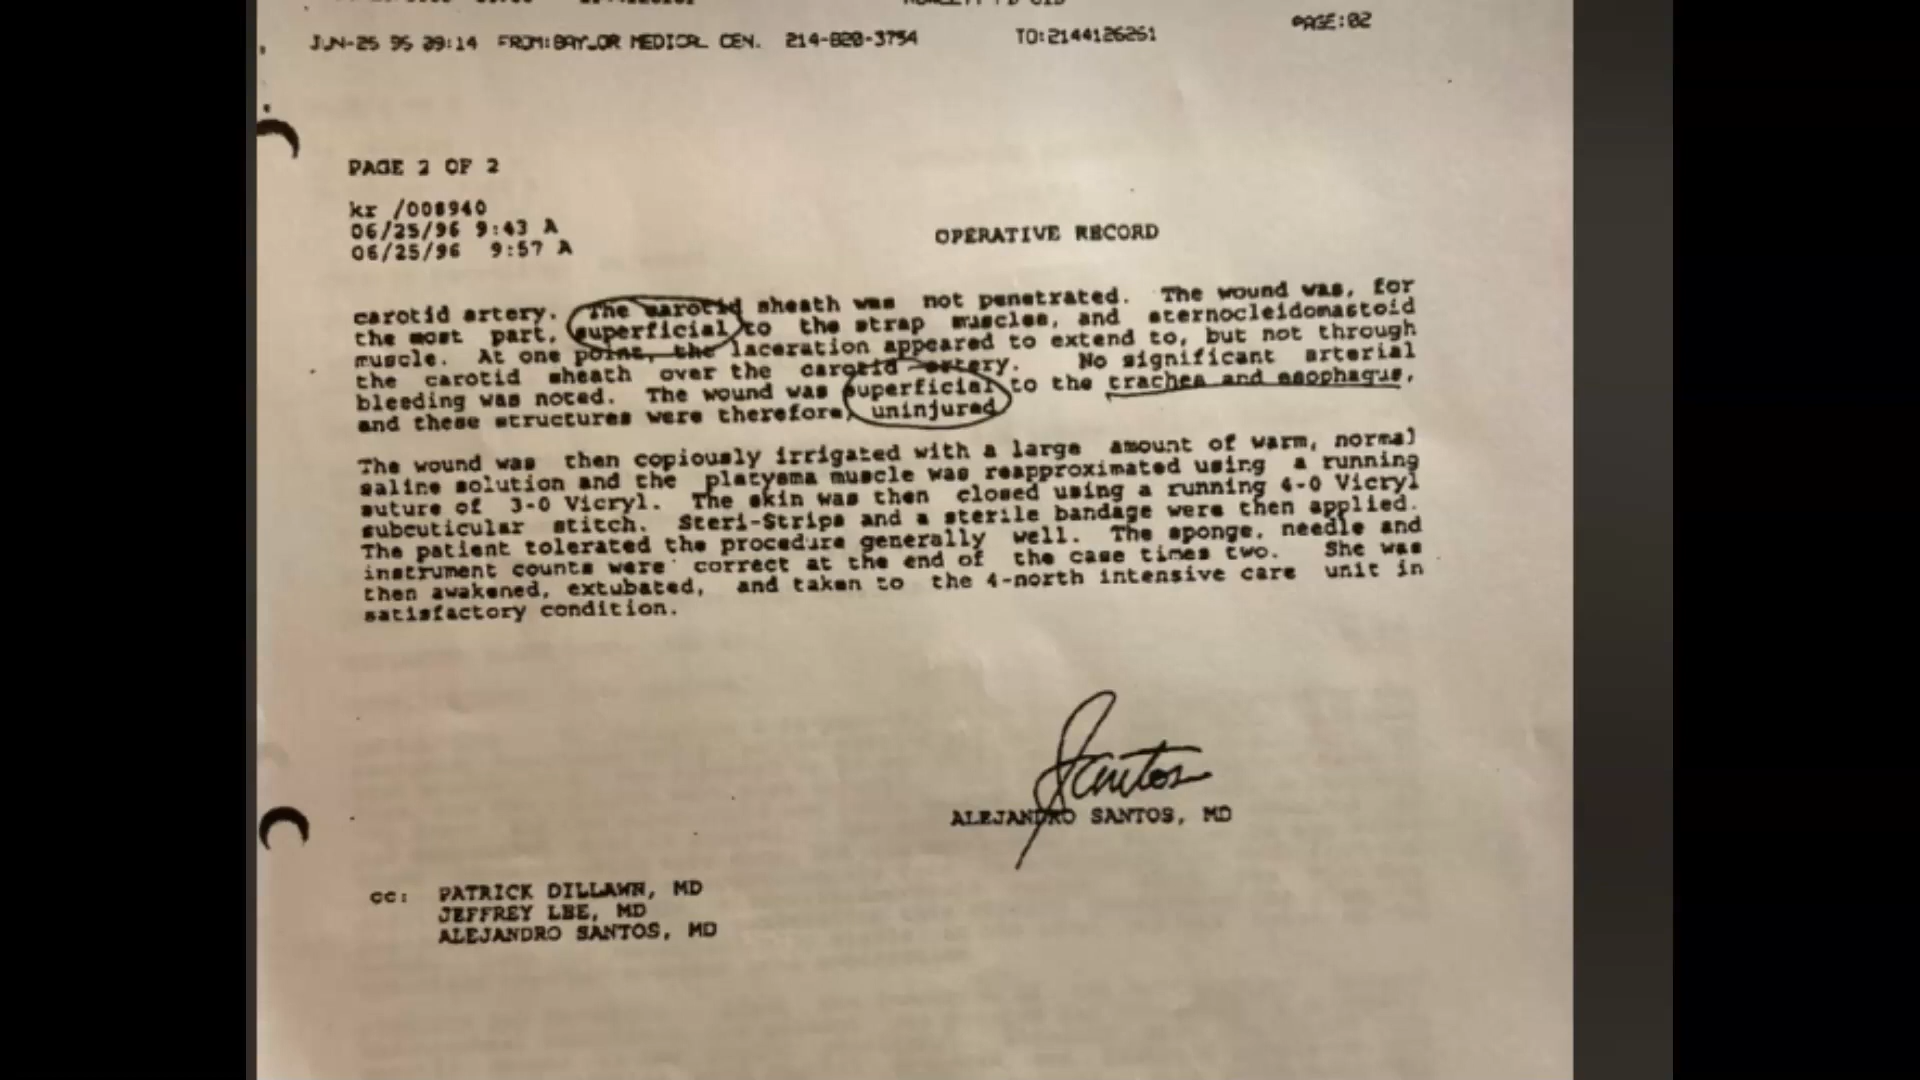 JUN-25 96 09:14 FROM:BAYLOR MEDICAL CEN. 214-820-3754 TO:2144126261 PAGE:02
PAGE 2 OF 2
kr /008940
06/25/96 9:43 A
06/25/96 9:57 A
OPERATIVE RECORD
carotid artery. The carotid sheath was not penetrated. The wound was, for
the most part, superficial to the strap muscles, and sternocleidomastoid
muscle. At one point, the laceration appeared to extend to, but not through
the carotid sheath over the carotid artery. No significant arterial
bleeding was noted. The wound was superficial to the trachea and esophagus,
and these structures were therefore, uninjured
The wound was then copiously irrigated with a large amount of warm, normal
saline solution and the platysma muscle was reapproximated using a running
suture of 3-0 Vicryl. The skin was then closed using a running 4-0 Vicryl
subcuticular stitch. Steri-Strips and a sterile bandage were then applied.
The patient tolerated the procedure generally well. The sponge, needle and
instrument counts were correct at the end of the case times two. She was
then awakened, extubated, and taken to the 4-north intensive care unit in
satisfactory condition.
Santos
ALEJANDRO SANTOS, MD
cc: PATRICK DILLAWN, MD
JEFFREY LEE, MD
ALEJANDRO SANTOS, MD